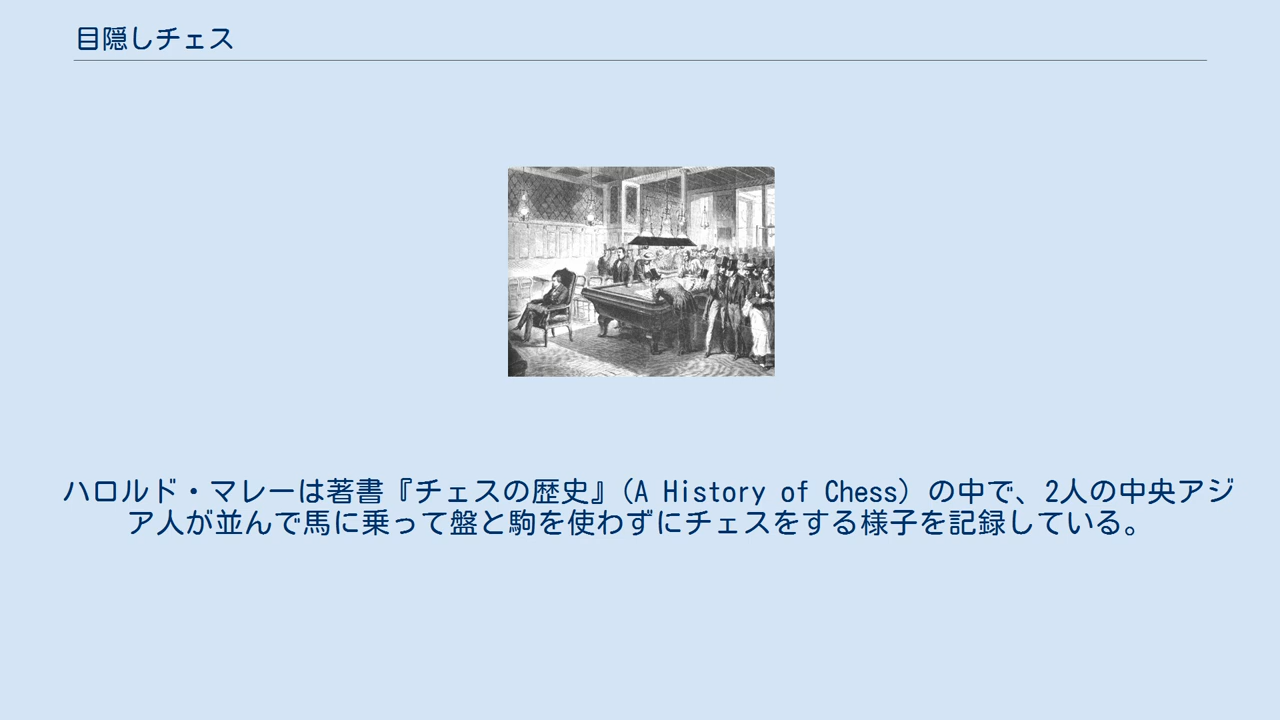 目隠しチェス
ハロルド・マレーは著書『チェスの歴史』(A History of Chess) の中で、2人の中央アジ
ア人が並んで馬に乗って盤と駒を使わずにチェスをする様子を記録している。